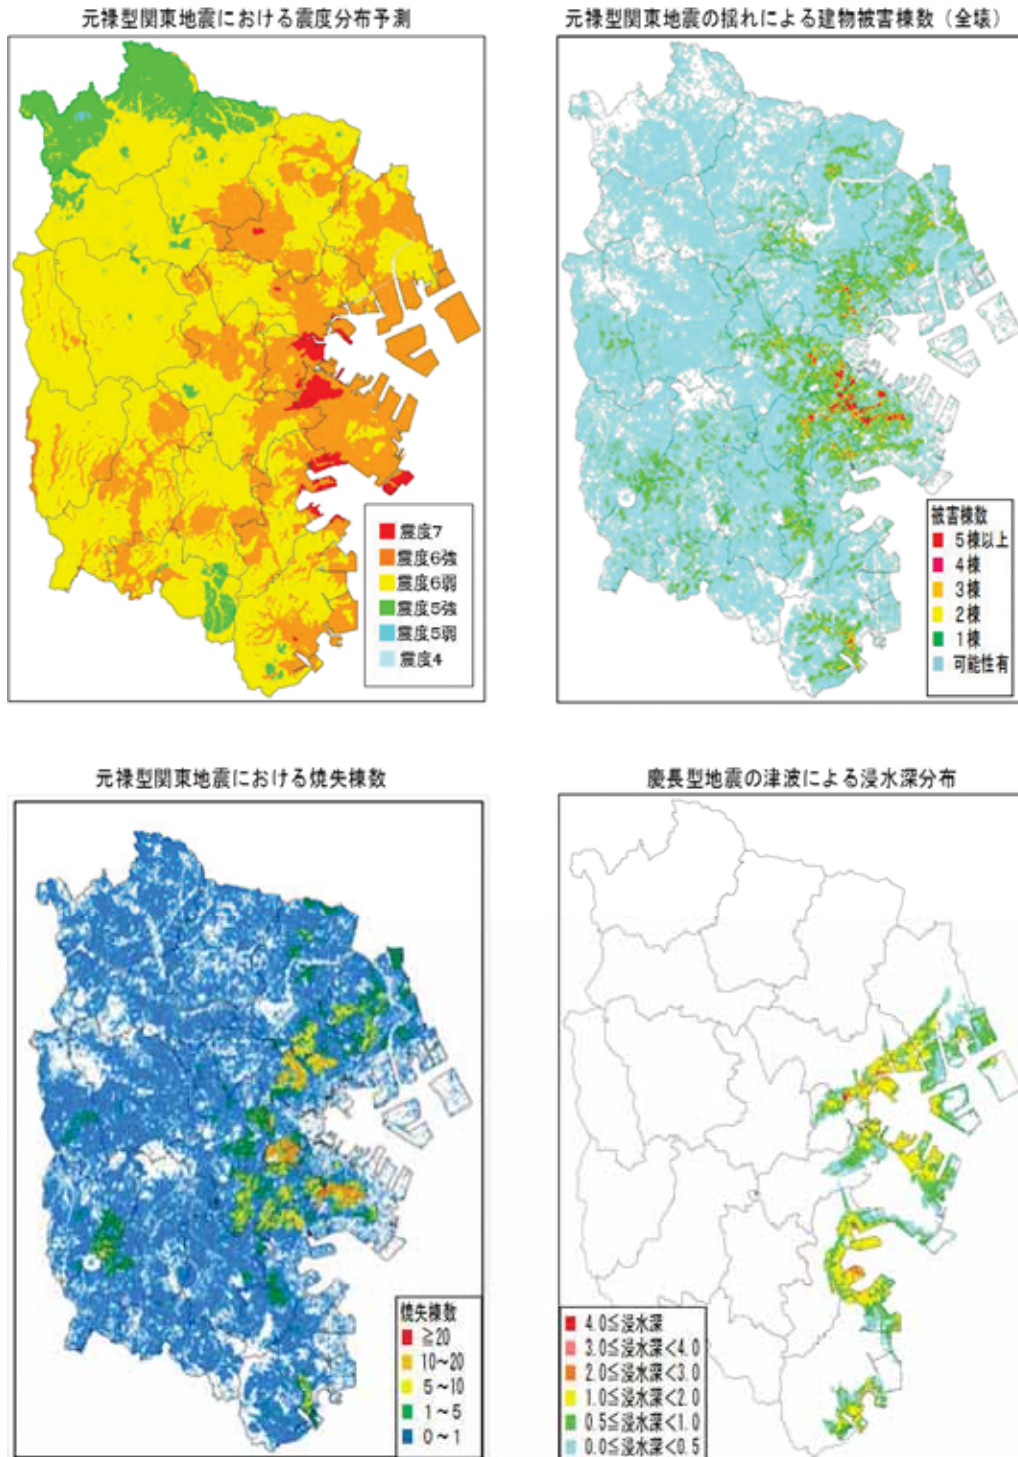 元禄型関東地震における震度分布予測
震度7
震度6強
震度6弱
震度5強
震度5弱
震度4
元禄型関東地震の揺れによる建物被害棟数（全壊）
被害棟数
5棟以上
4棟
3棟
2棟
1棟
可能性有
元禄型関東地震における焼失棟数
焼失棟数
≧20
10～20
5～10
1～5
0～1
慶長型地震の津波による浸水深分布
4.0≦浸水深
3.0≦浸水深<4.0
2.0≦浸水深<3.0
1.0≦浸水深<2.0
0.5≦浸水深<1.0
0.0≦浸水深<0.5